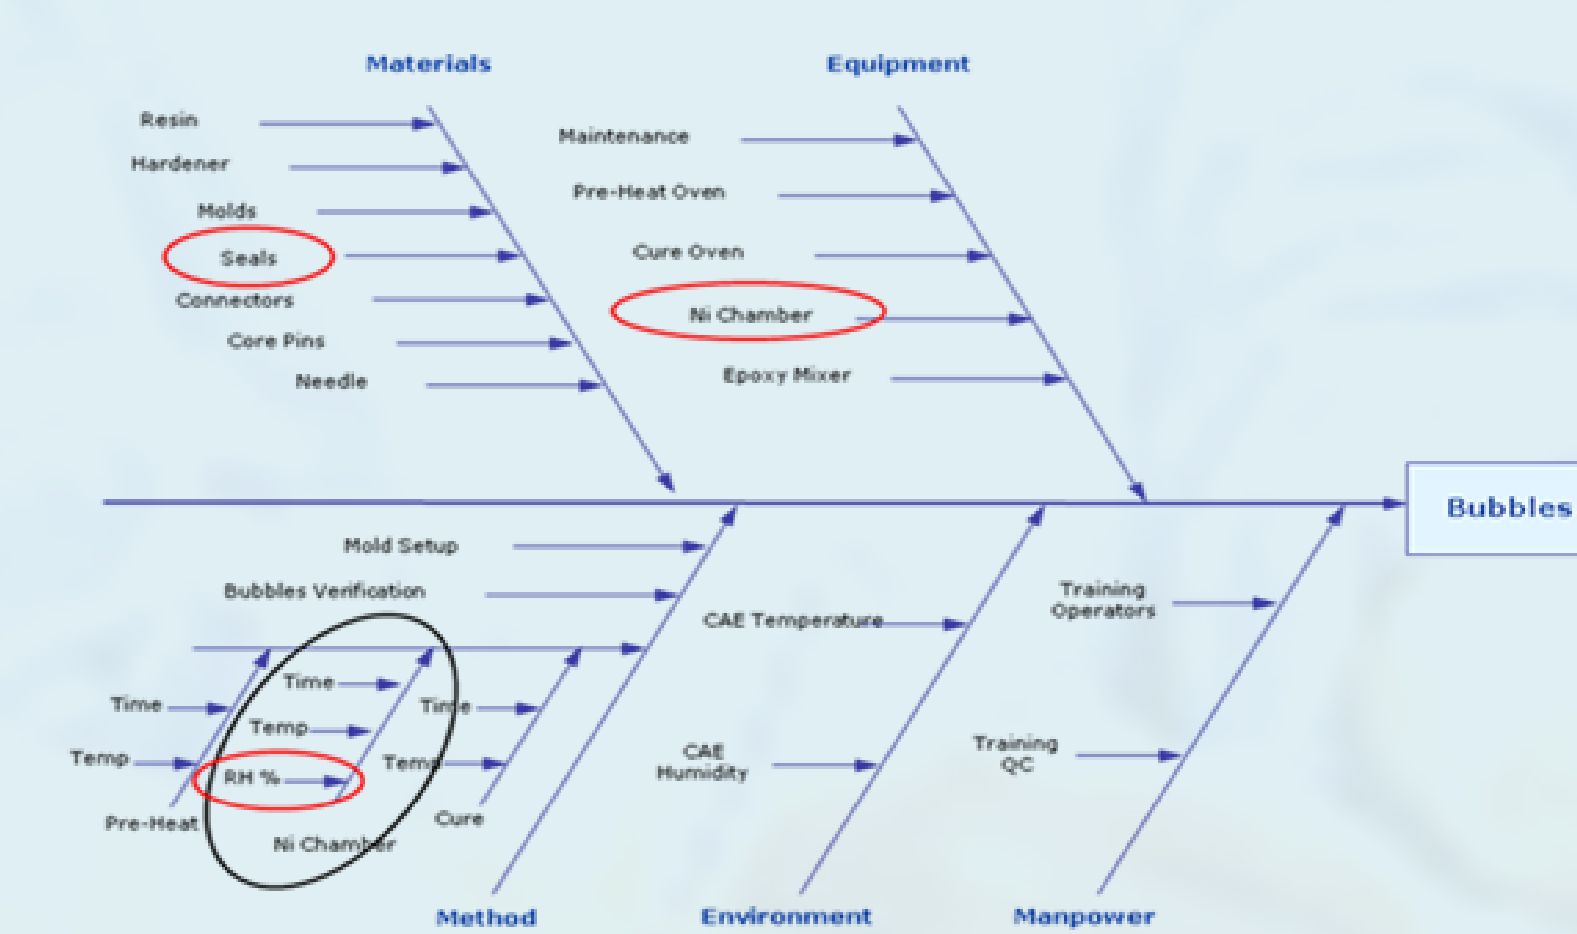 Materials
Equipment
Resin
Hardener
Molds
Seals
Connectors
Core Pins
Needle
Maintenance
Pre-Heat Oven
Cure Oven
Ni Chamber
Epoxy Mixer
Bubbles
Mold Setup
Bubbles Verification
Time
Temp
Pre-Heat
Time
Temp
RH %
Ni Chamber
Time
Temp
Cure
CAE Temperature
CAE
Humidity
Training
Operators
Training
QC
Method
Environment
Manpower